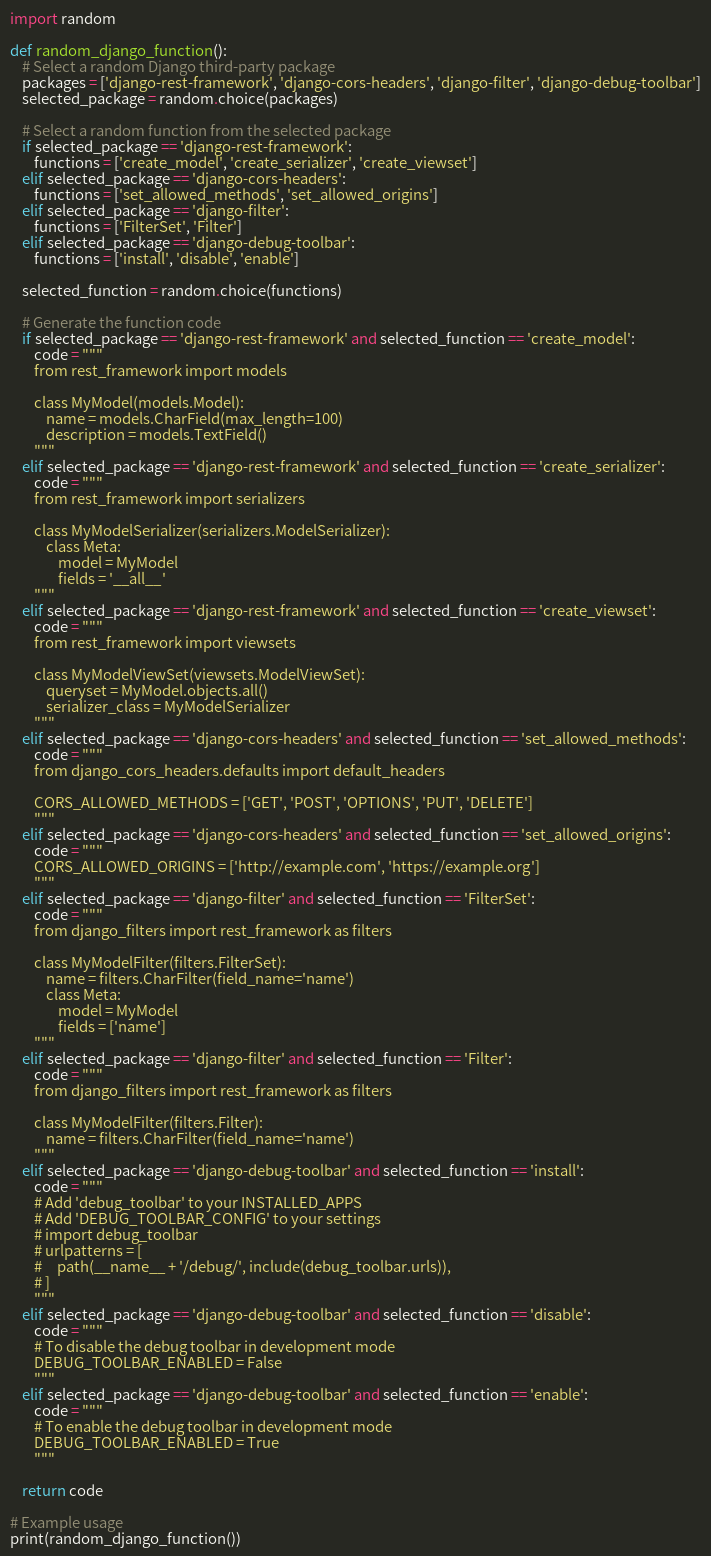 import random

def random_django_function():
    # Select a random Django third-party package
    packages = ['django-rest-framework', 'django-cors-headers', 'django-filter', 'django-debug-toolbar']
    selected_package = random.choice(packages)

    # Select a random function from the selected package
    if selected_package == 'django-rest-framework':
        functions = ['create_model', 'create_serializer', 'create_viewset']
    elif selected_package == 'django-cors-headers':
        functions = ['set_allowed_methods', 'set_allowed_origins']
    elif selected_package == 'django-filter':
        functions = ['FilterSet', 'Filter']
    elif selected_package == 'django-debug-toolbar':
        functions = ['install', 'disable', 'enable']

    selected_function = random.choice(functions)

    # Generate the function code
    if selected_package == 'django-rest-framework' and selected_function == 'create_model':
        code = """
        from rest_framework import models

        class MyModel(models.Model):
            name = models.CharField(max_length=100)
            description = models.TextField()
        """
    elif selected_package == 'django-rest-framework' and selected_function == 'create_serializer':
        code = """
        from rest_framework import serializers

        class MyModelSerializer(serializers.ModelSerializer):
            class Meta:
                model = MyModel
                fields = '__all__'
        """
    elif selected_package == 'django-rest-framework' and selected_function == 'create_viewset':
        code = """
        from rest_framework import viewsets

        class MyModelViewSet(viewsets.ModelViewSet):
            queryset = MyModel.objects.all()
            serializer_class = MyModelSerializer
        """
    elif selected_package == 'django-cors-headers' and selected_function == 'set_allowed_methods':
        code = """
        from django_cors_headers.defaults import default_headers

        CORS_ALLOWED_METHODS = ['GET', 'POST', 'OPTIONS', 'PUT', 'DELETE']
        """
    elif selected_package == 'django-cors-headers' and selected_function == 'set_allowed_origins':
        code = """
        CORS_ALLOWED_ORIGINS = ['http://example.com', 'https://example.org']
        """
    elif selected_package == 'django-filter' and selected_function == 'FilterSet':
        code = """
        from django_filters import rest_framework as filters

        class MyModelFilter(filters.FilterSet):
            name = filters.CharFilter(field_name='name')
            class Meta:
                model = MyModel
                fields = ['name']
        """
    elif selected_package == 'django-filter' and selected_function == 'Filter':
        code = """
        from django_filters import rest_framework as filters

        class MyModelFilter(filters.Filter):
            name = filters.CharFilter(field_name='name')
        """
    elif selected_package == 'django-debug-toolbar' and selected_function == 'install':
        code = """
        # Add 'debug_toolbar' to your INSTALLED_APPS
        # Add 'DEBUG_TOOLBAR_CONFIG' to your settings
        # import debug_toolbar
        # urlpatterns = [
        #     path(__name__ + '/debug/', include(debug_toolbar.urls)),
        # ]
        """
    elif selected_package == 'django-debug-toolbar' and selected_function == 'disable':
        code = """
        # To disable the debug toolbar in development mode
        DEBUG_TOOLBAR_ENABLED = False
        """
    elif selected_package == 'django-debug-toolbar' and selected_function == 'enable':
        code = """
        # To enable the debug toolbar in development mode
        DEBUG_TOOLBAR_ENABLED = True
        """

    return code

# Example usage
print(random_django_function())